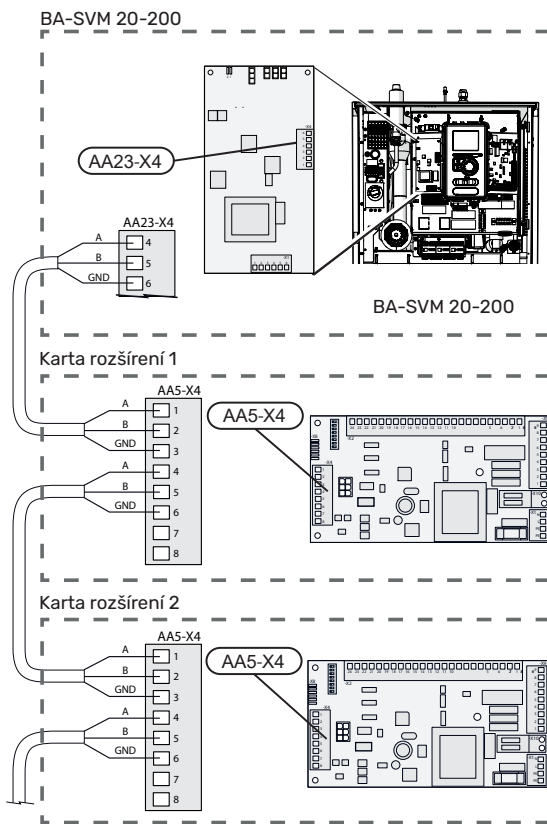 BA-SVM 20-200
AA23-X4
AA23-X4
A
4
B
5
GND
6
BA-SVM 20-200
Karta rozšírení 1
AA5-X4
AA5-X4
A
1
B
2
GND
3
A
4
B
5
GND
6
7
8
Karta rozšírení 2
AA5-X4
AA5-X4
A
1
B
2
GND
3
A
4
B
5
GND
6
7
8